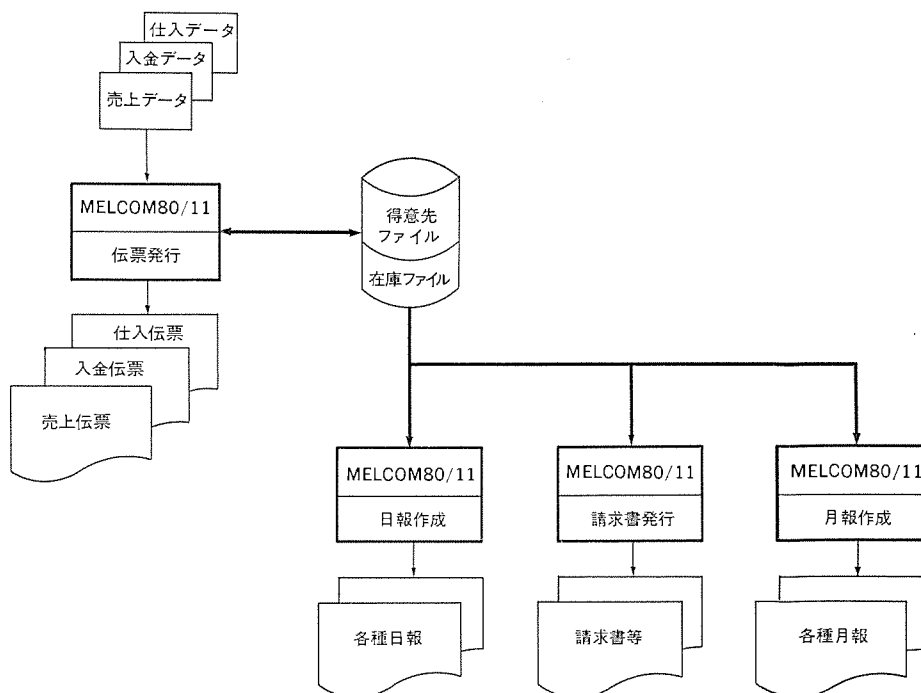 仕入データ
入金データ
売上データ
MELCOM80/11
伝票発行
得意先
ファイル
在庫ファイル
仕入伝票
入金伝票
売上伝票
MELCOM80/11
日報作成
MELCOM80/11
請求書発行
MELCOM80/11
月報作成
各種日報
請求書等
各種月報